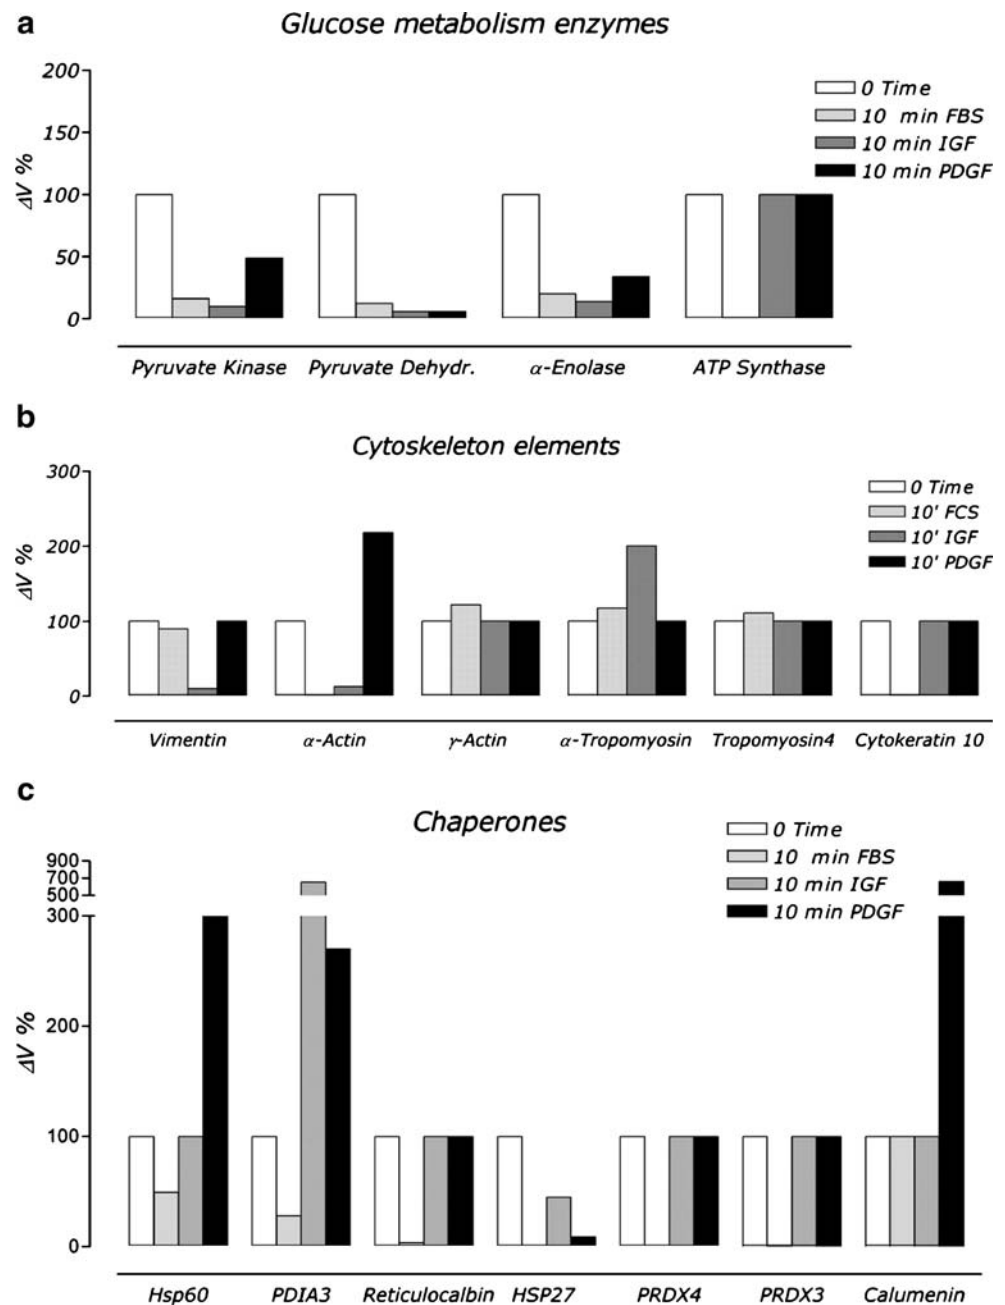 a
Glucose metabolism enzymes
200
150
100
50
0
ΔV %
0 Time
10 min FBS
10 min IGF
10 min PDGF
Pyruvate Kinase
Pyruvate Dehydr.
α-Enolase
ATP Synthase
b
Cytoskeleton elements
300
200
100
0
ΔV %
0 Time
10' FCS
10' IGF
10' PDGF
Vimentin
α-Actin
γ-Actin
α-Tropomyosin
Tropomyosin4
Cytokeratin 10
c
Chaperones
900
700
500
300
200
100
0
ΔV %
0 Time
10 min FBS
10 min IGF
10 min PDGF
Hsp60
PDIA3
Reticulocalbin
HSP27
PRDX4
PRDX3
Calumenin